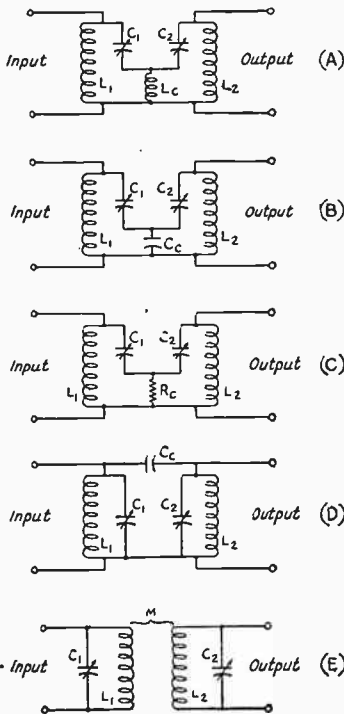 C1 C2
Input Output (A)
L1 Lc L2
C1 C2
Input Output (B)
L1 Cc L2
C1 C2
Input Output (C)
L1 Rc L2
Cc
C1 C2
Input Output (D)
L1 L2
M
Input C1 C2 Output (E)
L1 L2